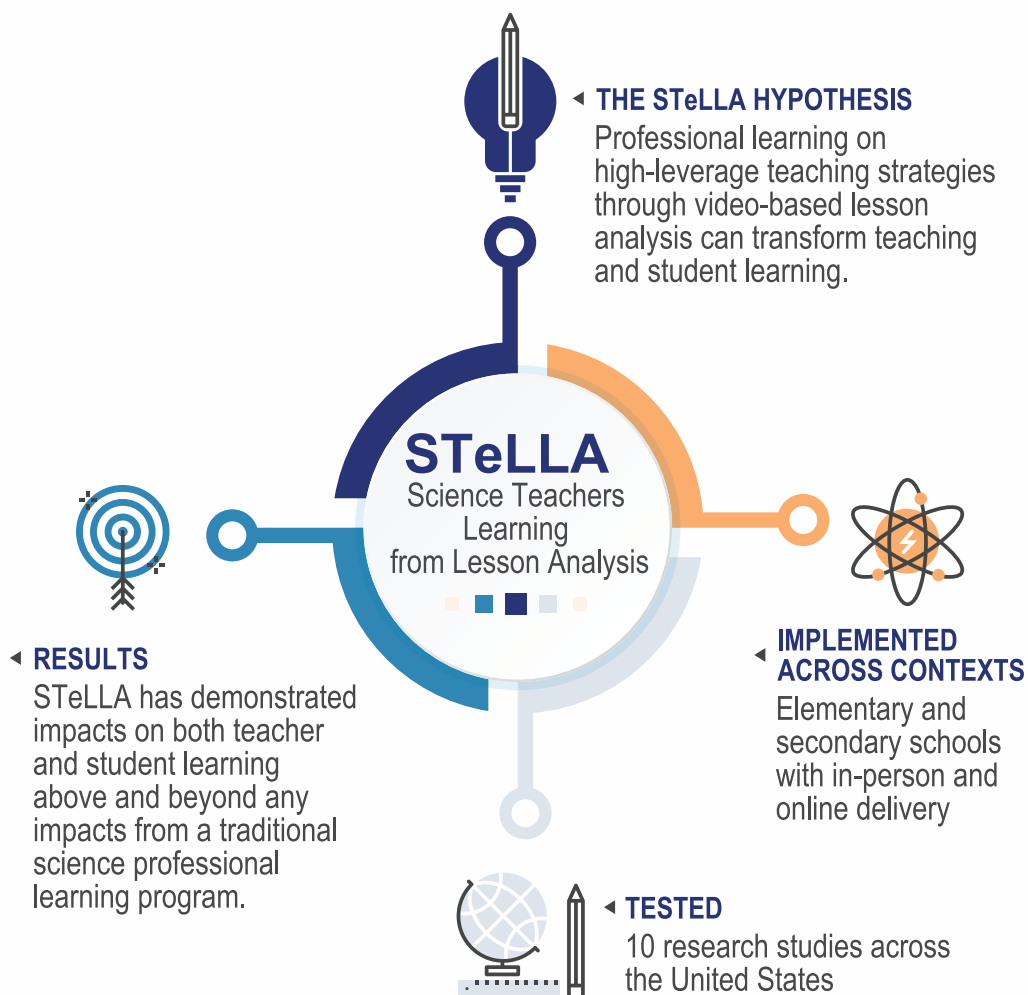 THE STeLLA HYPOTHESIS
Professional learning on
high-leverage teaching strategies
through video-based lesson
analysis can transform teaching
and student learning.
STeLLA
Science Teachers
Learning
from Lesson Analysis
IMPLEMENTED
ACROSS CONTEXTS
Elementary and
secondary schools
with in-person and
online delivery
RESULTS
STeLLA has demonstrated
impacts on both teacher
and student learning
above and beyond any
impacts from a traditional
science professional
learning program.
TESTED
10 research studies across
the United States